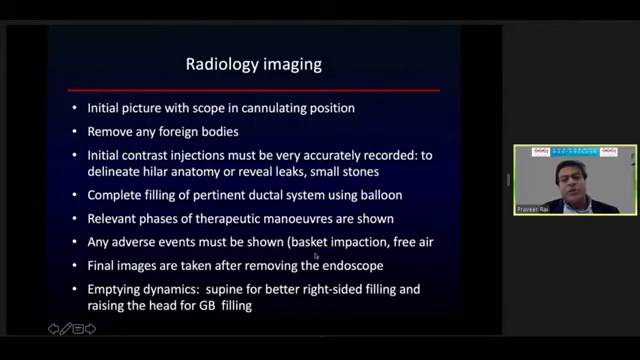 Radiology imaging
• Initial picture with scope in cannulating position
• Remove any foreign bodies
• Initial contrast injections must be very accurately recorded: to
delineate hilar anatomy or reveal leaks, small stones
• Complete filling of pertinent ductal system using balloon
• Relevant phases of therapeutic manoeuvres are shown
• Any adverse events must be shown (basket impaction, free air
• Final images are taken after removing the endoscope
• Emptying dynamics: supine for better right-sided filling and
raising the head for GB filling
Praveer Rai